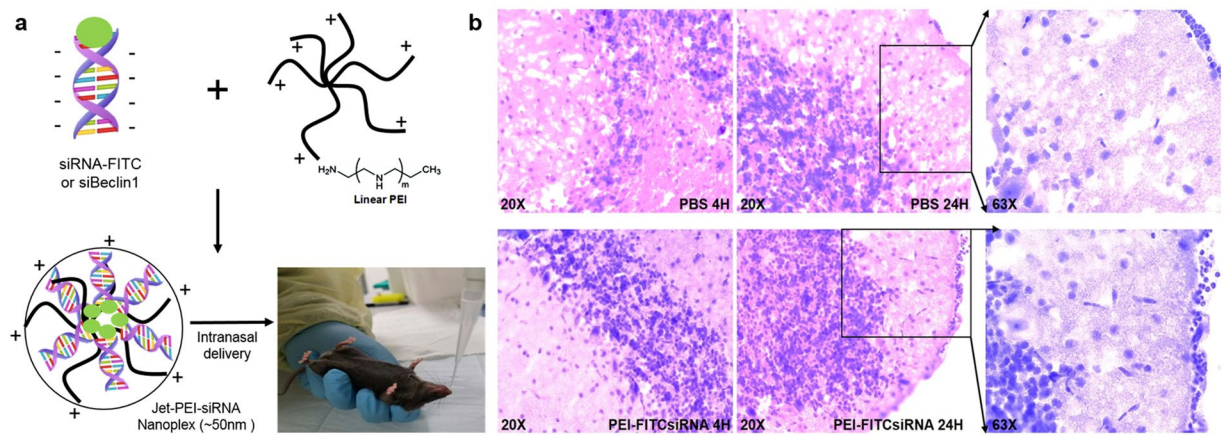 a
- -
- -
- -
- -
siRNA-FITC
or siBeclin1
+
+
+
+
+
+
+
H₂N
N
H
m
CH₃
Linear PEI
+
+
+
+
+
+
Jet-PEI-siRNA
Nanoplex (~50nm )
Intranasal
delivery
b
20X
PBS 4H
20X
PBS 24H
63X
20X
PEI-FITCsiRNA 4H
20X
PEI-FITCsiRNA 24H
63X